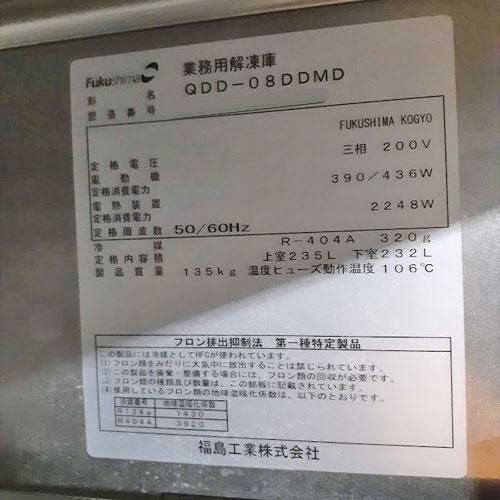 Fukushima
業務用解凍庫
形名 QDD-08DDMD
製造番号
FUKUSHIMA KOGYO
定格電圧 三相 200V
電動機
定格消費電力 390/436W
電熱装置
定格消費電力 2248W
定格周波数 50/60Hz
冷媒 R-404A 320g
定格内容積 上室235L 下室232L
製品質量 135kg 温度ヒューズ動作温度 106℃
フロン排出抑制法 第一種特定製品
この製品には冷媒としてHFCが使われています。
(1) フロン類をみだりに大気中に放出することは禁じられています。
(2) この製品を廃棄・整備する場合には、フロン類の回収が必要です。
(3) フロン類の種類及び数量は、この銘板に記載されています。
(4) 使用しているフロン類の地球温暖化係数は、以下のとおりです。
冷媒番号 地球温暖化係数
R134a 1430
R404A 3920
福島工業株式会社